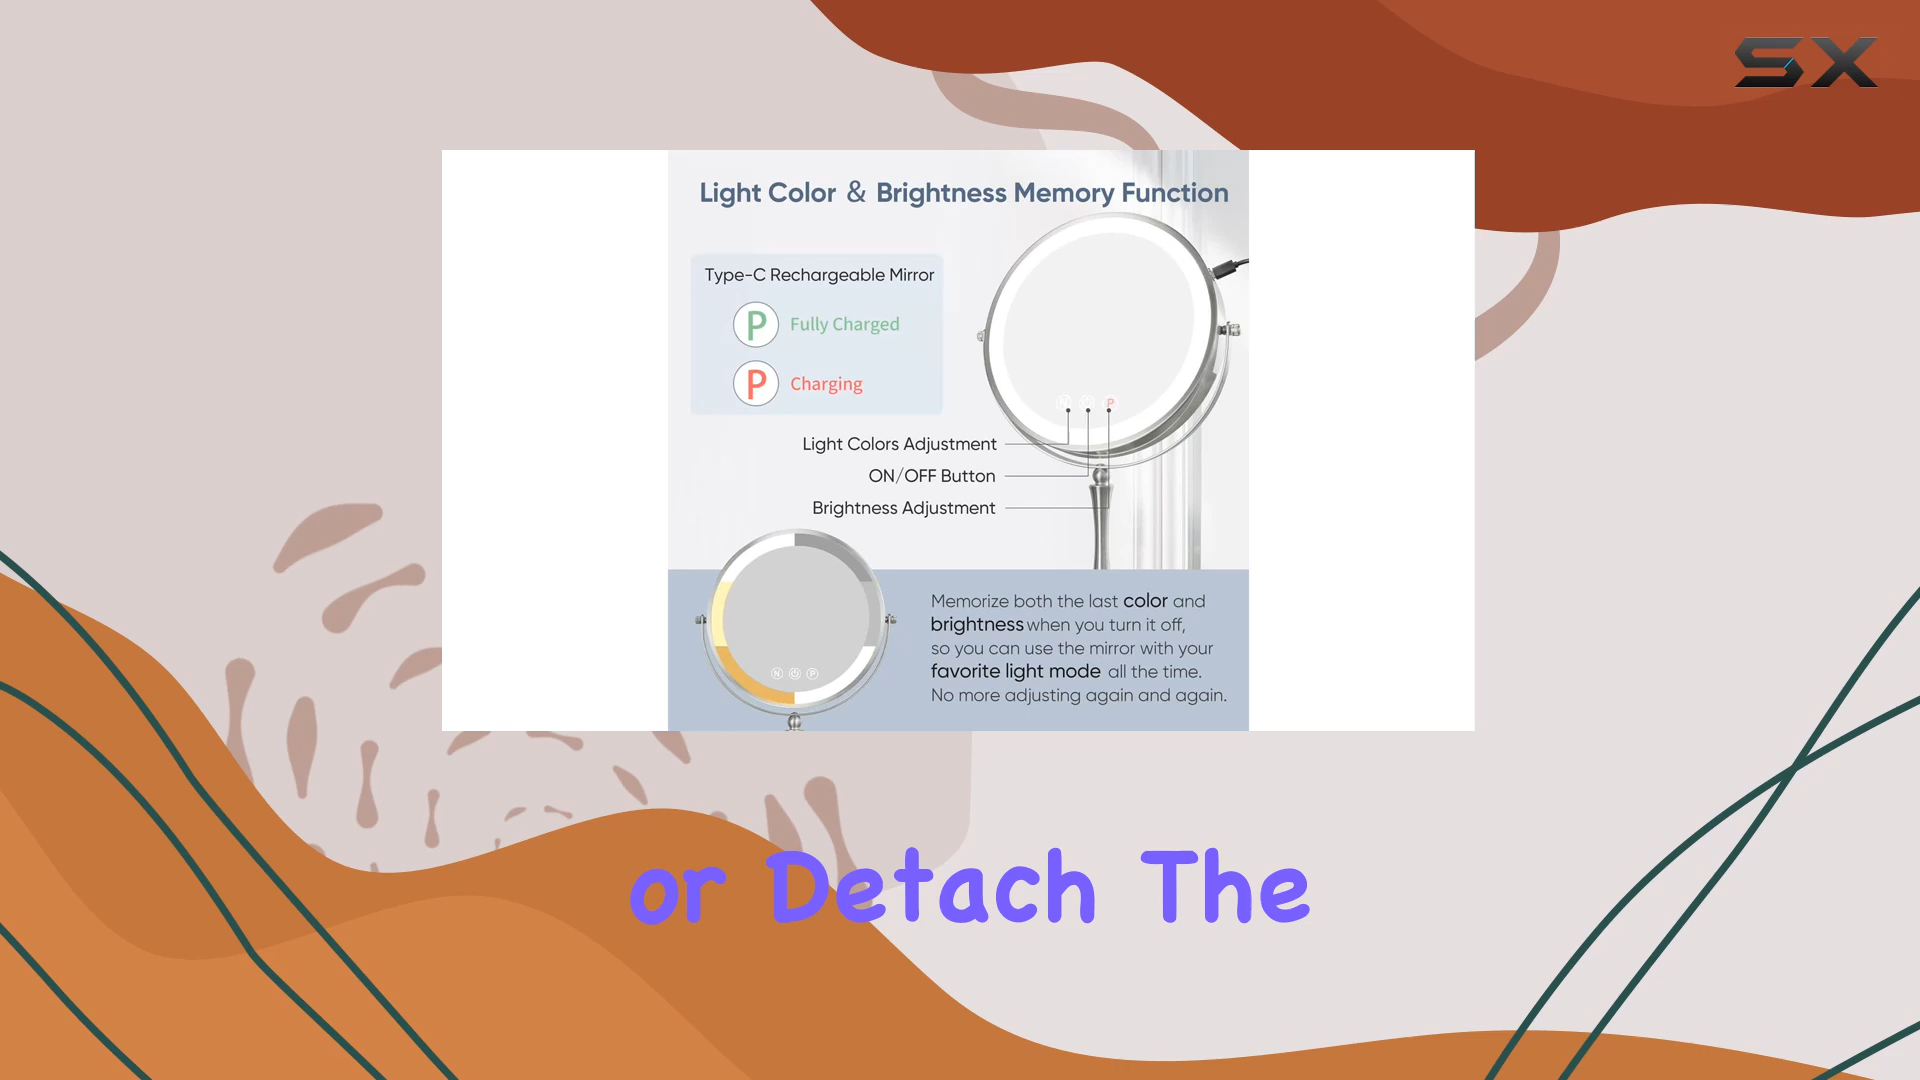 SX
Light Color & Brightness Memory Function
Type-C Rechargeable Mirror
P Fully Charged
P Charging
N P
Light Colors Adjustment
ON/OFF Button
Brightness Adjustment
Memorize both the last color and
brightness when you turn it off,
so you can use the mirror with your
favorite light mode all the time.
No more adjusting again and again.
N P
or Detach The